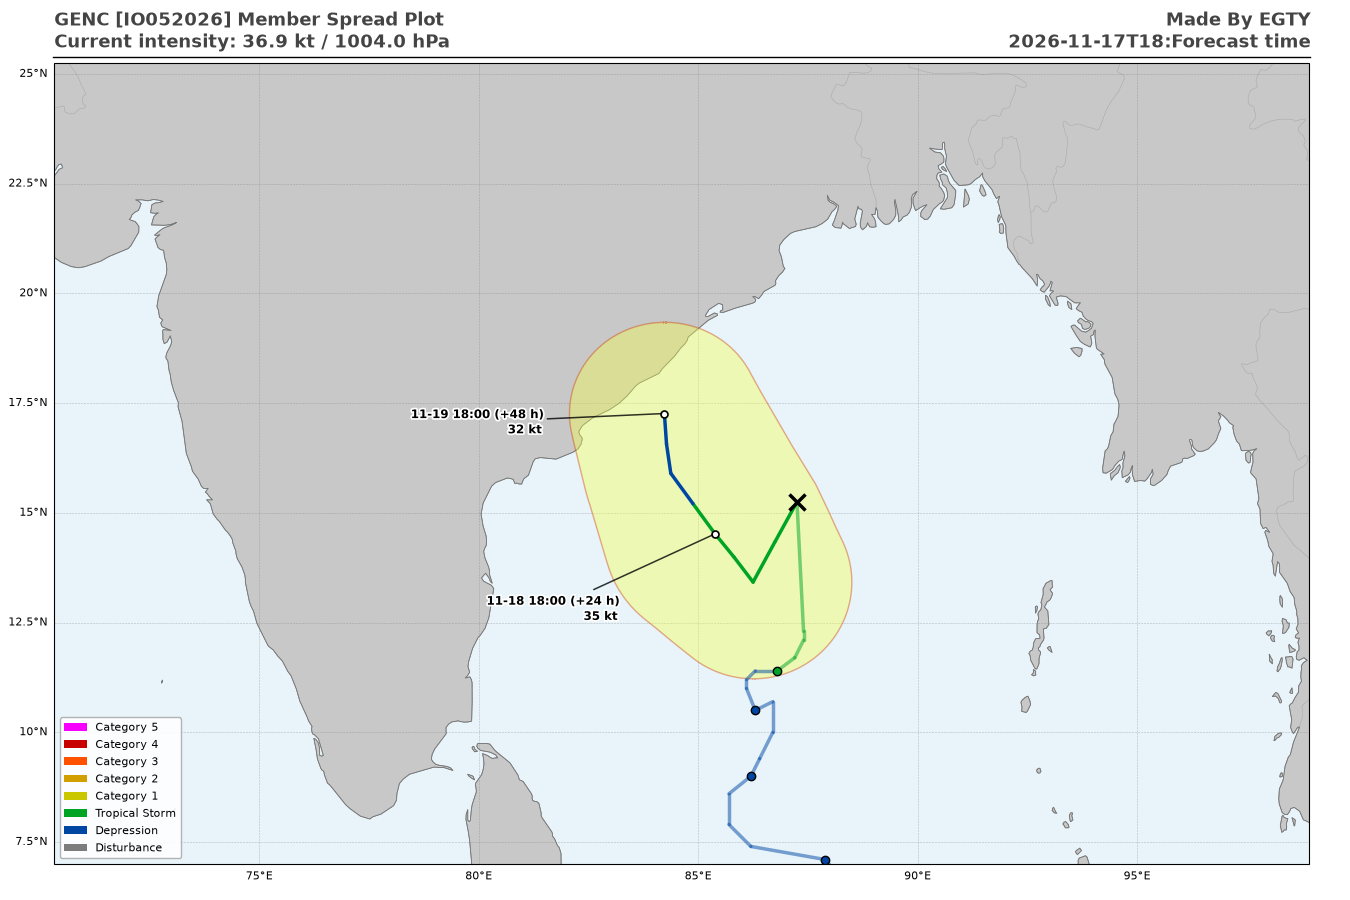 GENC [IO052026] Member Spread Plot
Current intensity: 36.9 kt / 1004.0 hPa
Made By EGTY
2026-11-17T18:Forecast time
25°N
22.5°N
20°N
17.5°N
15°N
12.5°N
10°N
7.5°N
11-19 18:00 (+48 h)
32 kt
11-18 18:00 (+24 h)
35 kt
Category 5
Category 4
Category 3
Category 2
Category 1
Tropical Storm
Depression
Disturbance
75°E
80°E
85°E
90°E
95°E